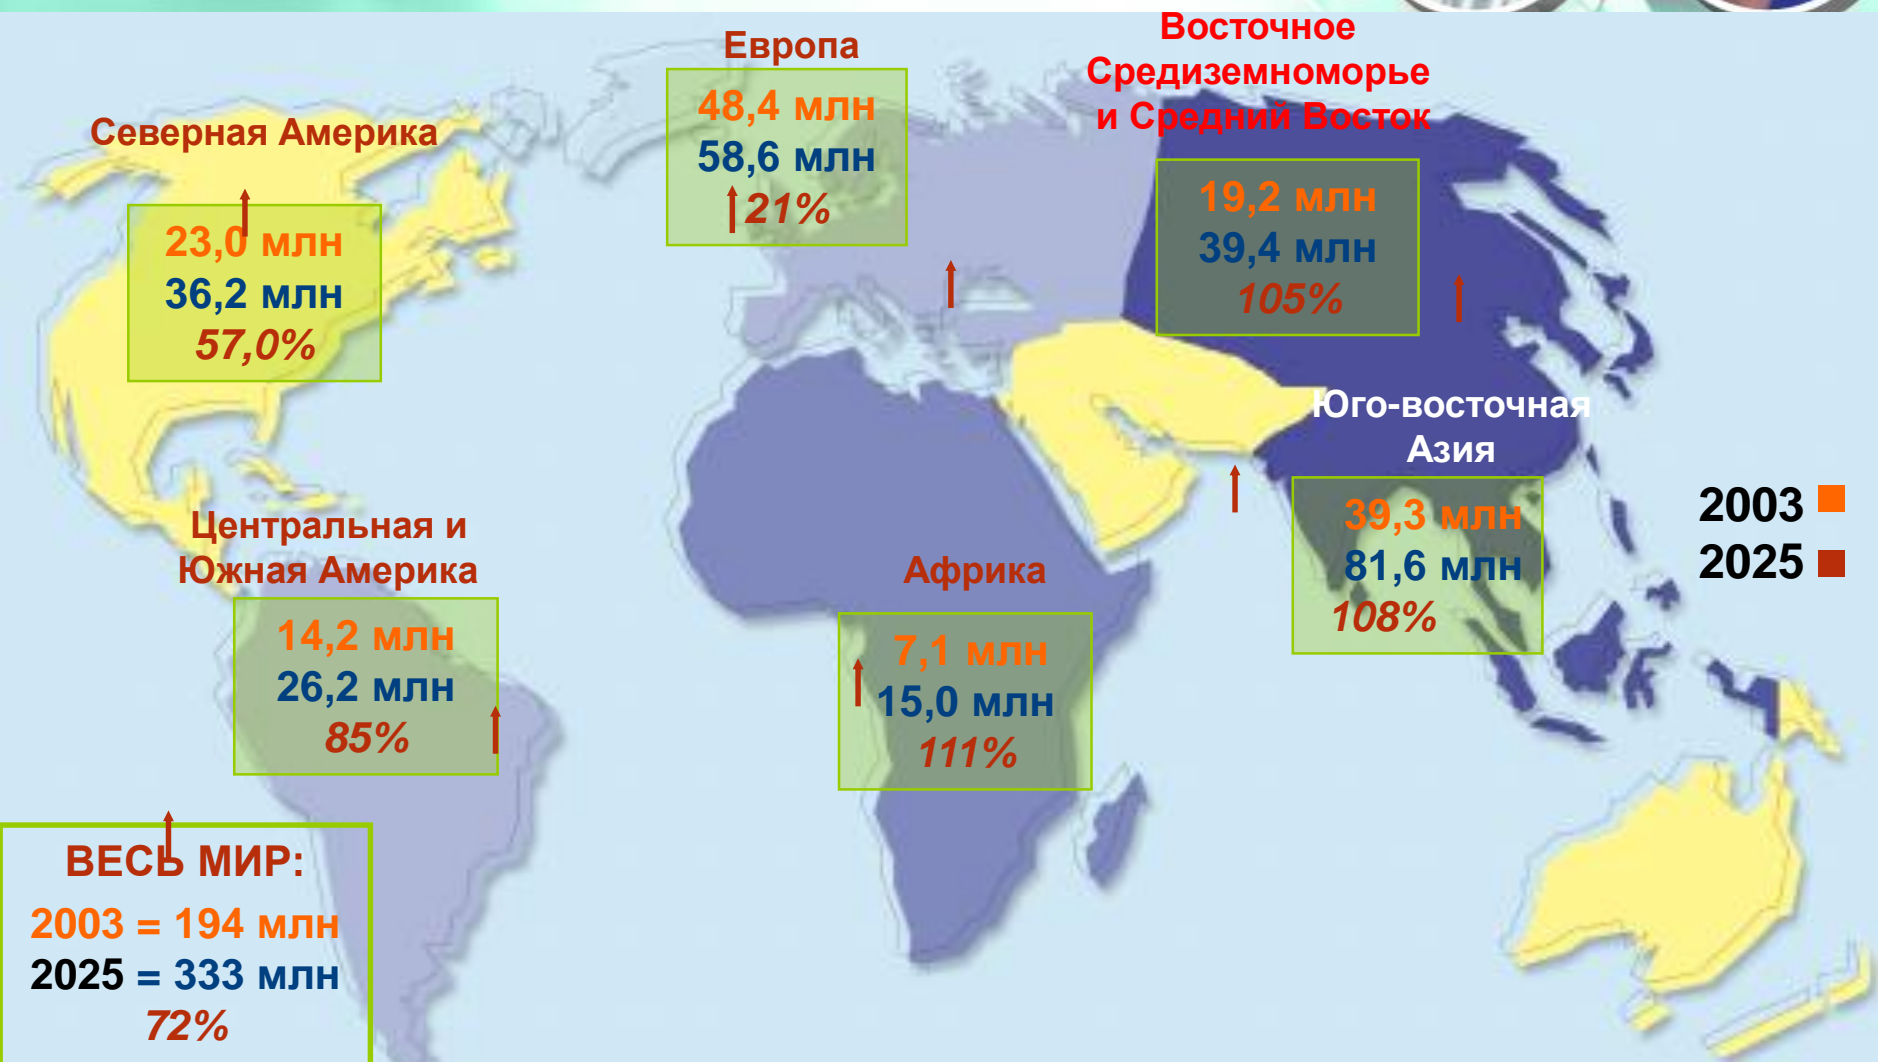 Северная Америка
23,0 млн
36,2 млн
57,0%
Европа
48,4 млн
58,6 млн
21%
Восточное
Средиземноморье
и Средний Восток
19,2 млн
39,4 млн
105%
Юго-восточная
Азия
39,3 млн
81,6 млн
108%
2003
2025
Центральная и
Южная Америка
14,2 млн
26,2 млн
85%
Африка
7,1 млн
15,0 млн
111%
ВЕСЬ МИР:
2003 = 194 млн
2025 = 333 млн
72%